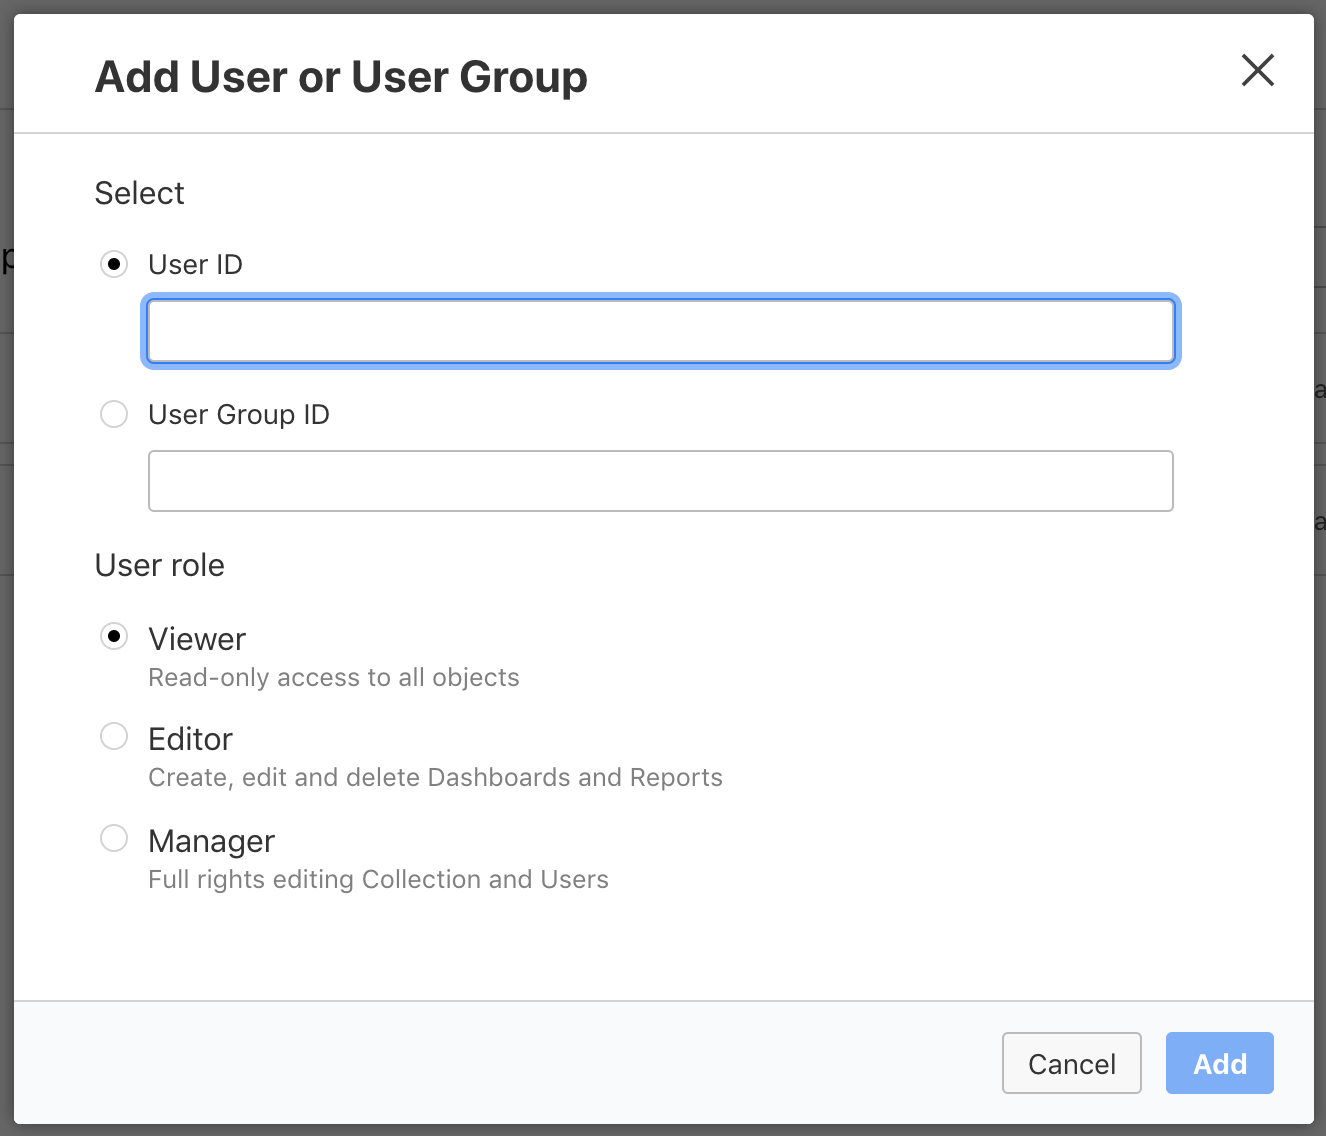 Add User or User Group
Select
User ID
User Group ID
User role
Viewer
Read-only access to all objects
Editor
Create, edit and delete Dashboards and Reports
Manager
Full rights editing Collection and Users
Cancel
Add